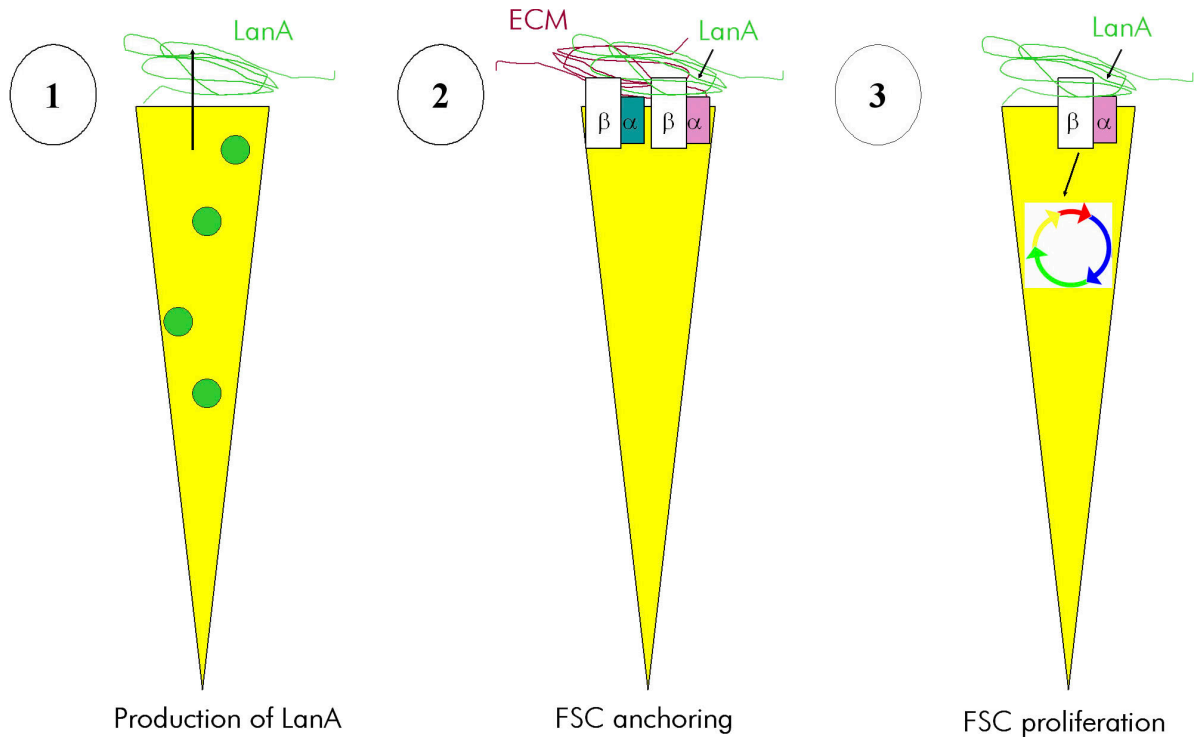 1
LanA
Production of LanA
2
ECM
LanA
β α β α
FSC anchoring
3
LanA
β α
FSC proliferation